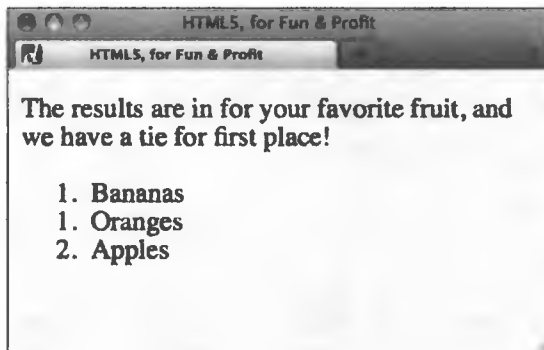 HTML5, for Fun & Profit
HTML5, for Fun & Profit
The results are in for your favorite fruit, and
we have a tie for first place!
1. Bananas
1. Oranges
2. Apples